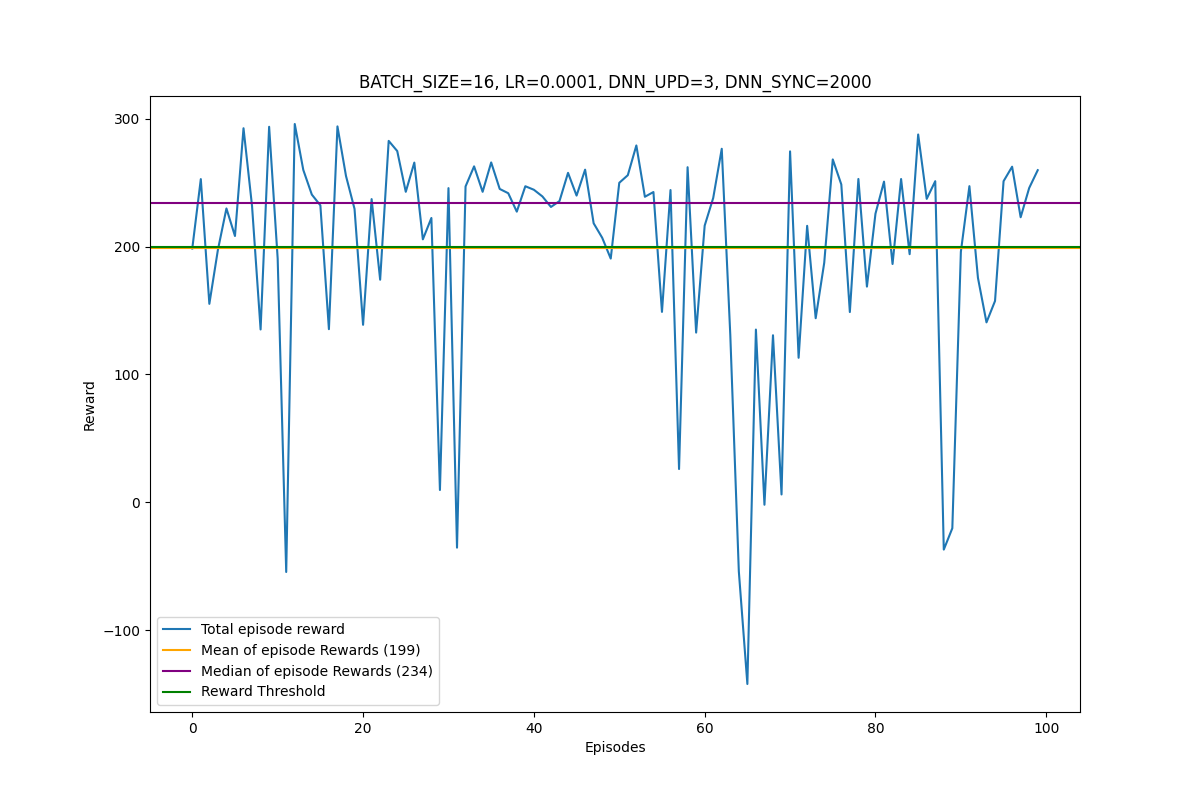 BATCH_SIZE=16, LR=0.0001, DNN_UPD=3, DNN_SYNC=2000
300
200
100
0
−100
Reward
Total episode reward
Mean of episode Rewards (199)
Median of episode Rewards (234)
Reward Threshold
0 20 40 60 80 100
Episodes